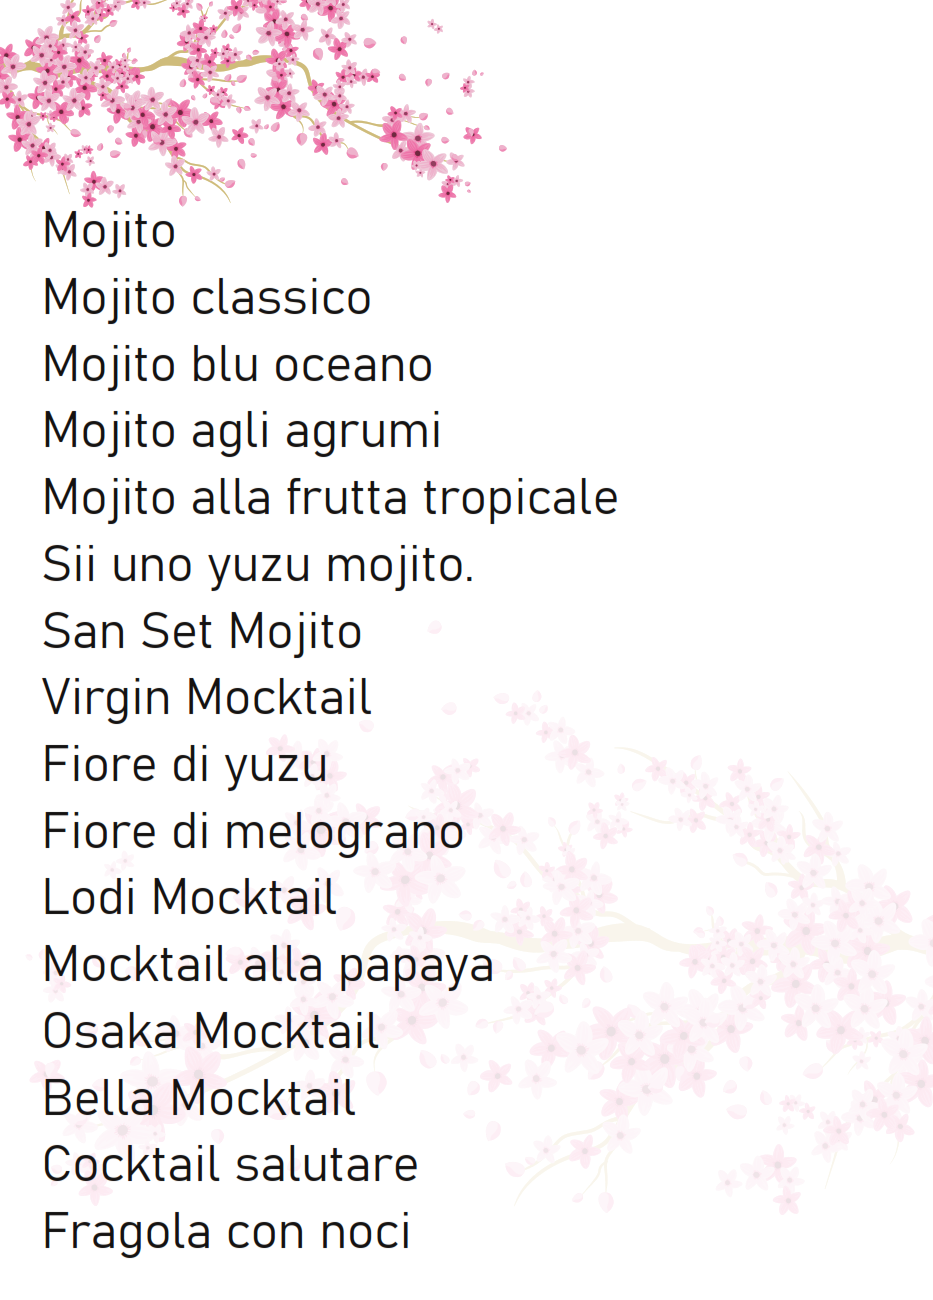 Mojito
Mojito classico
Mojito blu oceano
Mojito agli agrumi
Mojito alla frutta tropicale
Sii uno yuzu mojito.
San Set Mojito
Virgin Mocktail
Fiore di yuzu
Fiore di melograno
Lodi Mocktail
Mocktail alla papaya
Osaka Mocktail
Bella Mocktail
Cocktail salutare
Fragola con noci